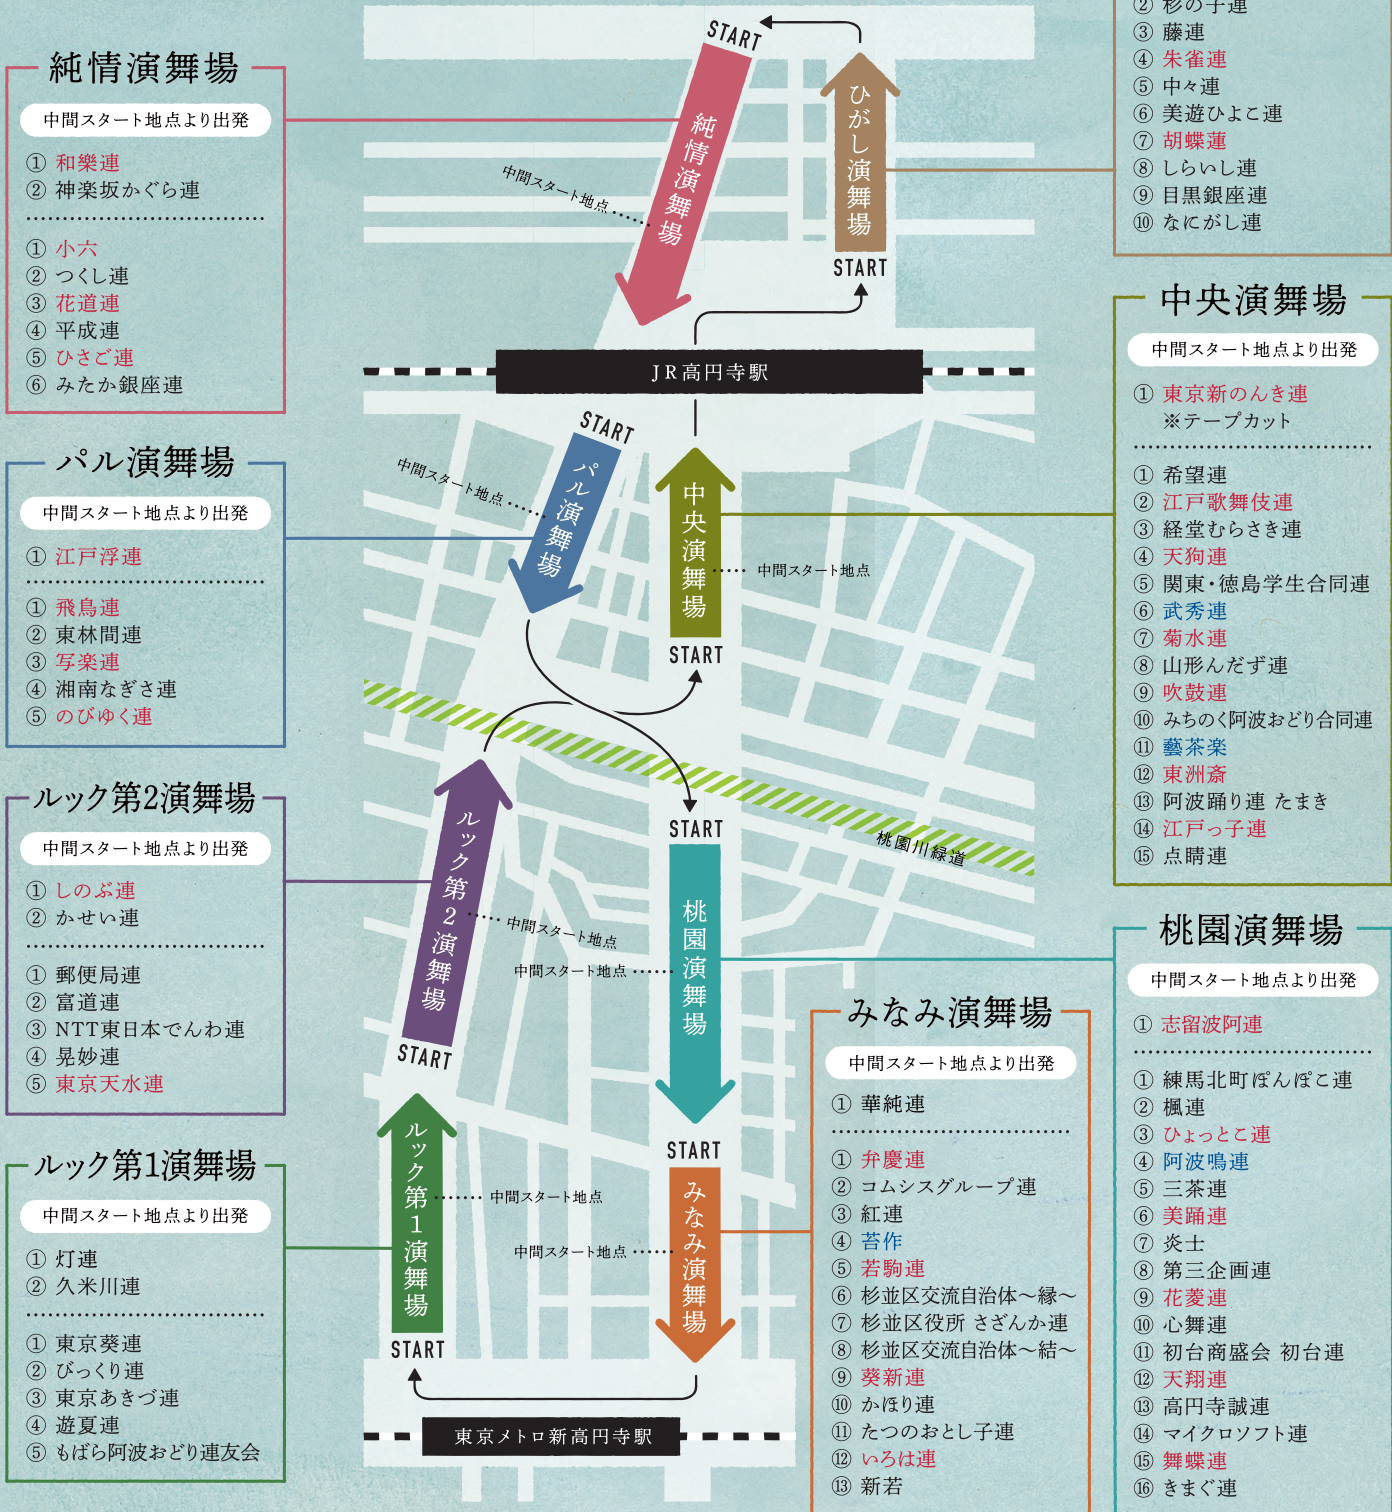 純情演舞場
中間スタート地点より出発
① 和樂連
② 神楽坂かぐら連
① 小六
② つくし連
③ 花道連
④ 平成連
⑤ ひさご連
⑥ みたか銀座連
パル演舞場
中間スタート地点より出発
① 江戸浮連
① 飛鳥連
② 東林間連
③ 写楽連
④ 湘南なぎさ連
⑤ のびゆく連
ルック第2演舞場
中間スタート地点より出発
① しのぶ連
② かせい連
① 郵便局連
② 富道連
③ NTT東日本でんわ連
④ 晃妙連
⑤ 東京天水連
ルック第1演舞場
中間スタート地点より出発
① 灯連
② 久米川連
① 東京葵連
② びっくり連
③ 東京あきづ連
④ 遊夏連
⑤ もばら阿波おどり連友会
START
純情演舞場
中間スタート地点
ひがし演舞場
START
JR高円寺駅
START
パル演舞場
中間スタート地点
中央演舞場
中間スタート地点
START
桃園川緑道
ルック第2演舞場
中間スタート地点
START
START
桃園演舞場
中間スタート地点
ルック第1演舞場
中間スタート地点
START
START
みなみ演舞場
中間スタート地点
東京メトロ新高円寺駅
② 杉の子連
③ 藤連
④ 朱雀連
⑤ 中々連
⑥ 美遊ひよこ連
⑦ 胡蝶蓮
⑧ しらいし連
⑨ 目黒銀座連
⑩ なにがし連
中央演舞場
中間スタート地点より出発
① 東京新のんき連
※テープカット
① 希望連
② 江戸歌舞伎連
③ 経堂むらさき連
④ 天狗連
⑤ 関東・徳島学生合同連
⑥ 武秀連
⑦ 菊水連
⑧ 山形んだず連
⑨ 吹鼓連
⑩ みちのく阿波おどり合同連
⑪ 藝茶楽
⑫ 東洲斎
⑬ 阿波踊り連 たまき
⑭ 江戸っ子連
⑮ 点睛連
桃園演舞場
中間スタート地点より出発
① 志留波阿連
① 練馬北町ぽんぽこ連
② 楓連
③ ひょっとこ連
④ 阿波鳴連
⑤ 三茶連
⑥ 美踊連
⑦ 炎士
⑧ 第三企画連
⑨ 花菱連
⑩ 心舞連
⑪ 初台商盛会 初台連
⑫ 天翔連
⑬ 高円寺誠連
⑭ マイクロソフト連
⑮ 舞蝶連
⑯ きまぐ連
みなみ演舞場
中間スタート地点より出発
① 華純連
① 弁慶連
② コムシスグループ連
③ 紅連
④ 苔作
⑤ 若駒連
⑥ 杉並区交流自治体〜縁〜
⑦ 杉並区役所 さざんか連
⑧ 杉並区交流自治体〜結〜
⑨ 葵新連
⑩ かほり連
⑪ たつのおとし子連
⑫ いろは連
⑬ 新若